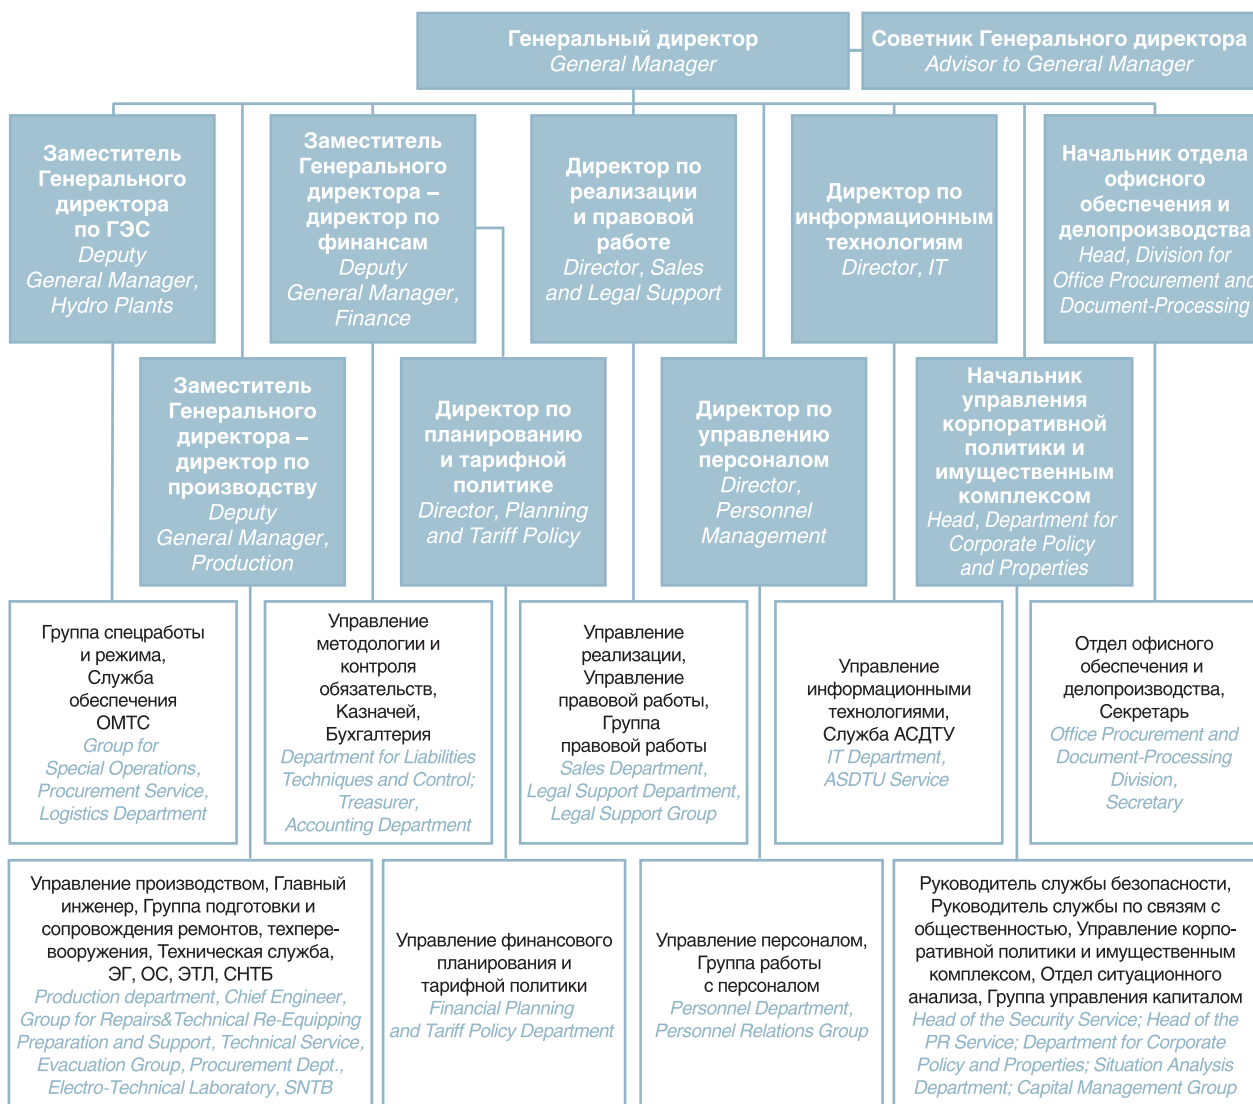 Генеральный директор
General Manager
Советник Генерального директора
Advisor to General Manager
Заместитель
Генерального
директора
по ГЭС
Deputy
General Manager,
Hydro Plants
Заместитель
Генерального
директора –
директор по
финансам
Deputy
General Manager,
Finance
Директор по
реализации
и правовой
работе
Director, Sales
and Legal Support
Директор по
информационным
технологиям
Director, IT
Начальник отдела
офисного
обеспечения и
делопроизводства
Head, Division for
Office Procurement and
Document-Processing
Заместитель
Генерального
директора –
директор по
производству
Deputy
General Manager,
Production
Директор по
планированию
и тарифной
политике
Director, Planning
and Tariff Policy
Директор по
управлению
персоналом
Director,
Personnel
Management
Начальник
управления
корпоративной
политики и
имущественным
комплексом
Head, Department for
Corporate Policy
and Properties
Группа спецработы
и режима,
Служба
обеспечения
ОМТС
Group for
Special Operations,
Procurement Service,
Logistics Department
Управление
методологии и
контроля
обязательств,
Казначей,
Бухгалтерия
Department for Liabilities
Techniques and Control;
Treasurer,
Accounting Department
Управление
реализации,
Управление
правовой работы,
Группа
правовой работы
Sales Department,
Legal Support Department,
Legal Support Group
Управление
информационными
технологиями,
Служба АСДТУ
IT Department,
ASDTU Service
Отдел офисного
обеспечения и
делопроизводства,
Секретарь
Office Procurement and
Document-Processing
Division,
Secretary
Управление производством, Главный
инженер, Группа подготовки и
сопровождения ремонтов, техпере-
вооружения, Техническая служба,
ЭГ, ОС, ЭТЛ, СНТБ
Production department, Chief Engineer,
Group for Repairs&Technical Re-Equipping
Preparation and Support, Technical Service,
Evacuation Group, Procurement Dept.,
Electro-Technical Laboratory, SNTB
Управление финансового
планирования и
тарифной политики
Financial Planning
and Tariff Policy Department
Управление персоналом,
Группа работы
с персоналом
Personnel Department,
Personnel Relations Group
Руководитель службы безопасности,
Руководитель службы по связям с
общественностью, Управление корпо-
ративной политики и имущественным
комплексом, Отдел ситуационного
анализа, Группа управления капиталом
Head of the Security Service; Head of the
PR Service; Department for Corporate
Policy and Properties; Situation Analysis
Department; Capital Management Group